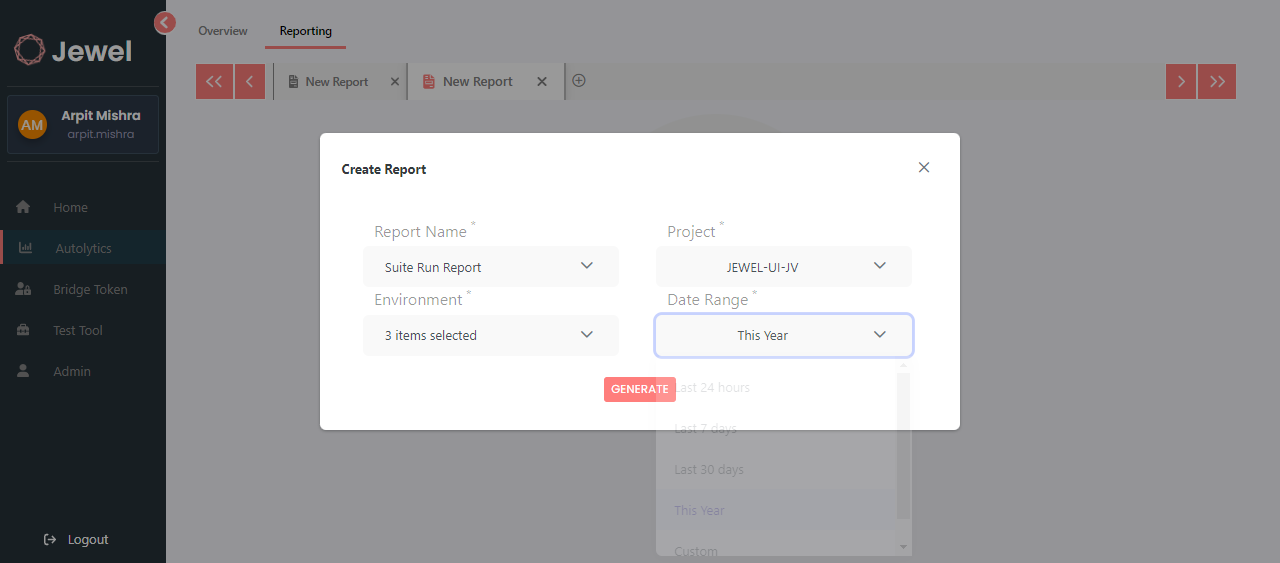 Jewel
AM
Arpit Mishra
arpit.mishra
Home
Autolytics
Bridge Token
Test Tool
Admin
Logout
Overview
Reporting
New Report
New Report
Create Report
Report Name *
Project *
Suite Run Report
JEWEL-UI-JV
Environment *
Date Range *
3 items selected
This Year
GENERATE
Last 24 hours
Last 7 days
Last 30 days
This Year
Custom